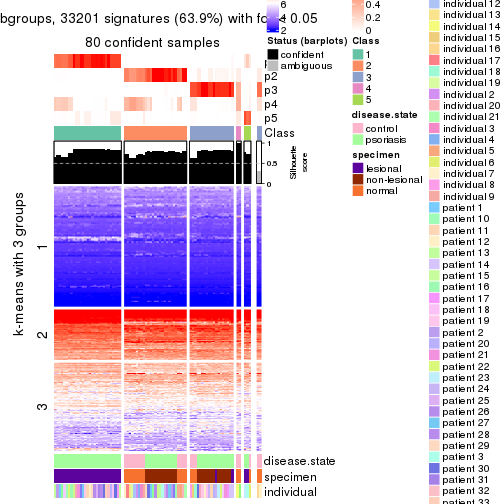 bgroups, 33201 signatures (63.9%) with fd < 0.05
80 confident samples
p2
p3
p4
p5
Class
1
0.5
0
Silhouette
score
k-means with 3 groups
1
2
3
disease.state
specimen
individual
6
4
2
Status (barplots)
confident
ambiguous
0.4
0.2
0
Class
1
2
3
4
5
disease.state
control
psoriasis
specimen
lesional
non-lesional
normal
individual 12
individual 13
individual 14
individual 15
individual 16
individual 17
individual 18
individual 19
individual 2
individual 20
individual 21
individual 3
individual 4
individual 5
individual 6
individual 7
individual 8
individual 9
patient 1
patient 10
patient 11
patient 12
patient 13
patient 14
patient 15
patient 16
patient 17
patient 18
patient 19
patient 2
patient 20
patient 21
patient 22
patient 23
patient 24
patient 25
patient 26
patient 27
patient 28
patient 29
patient 3
patient 30
patient 31
patient 32
patient 33